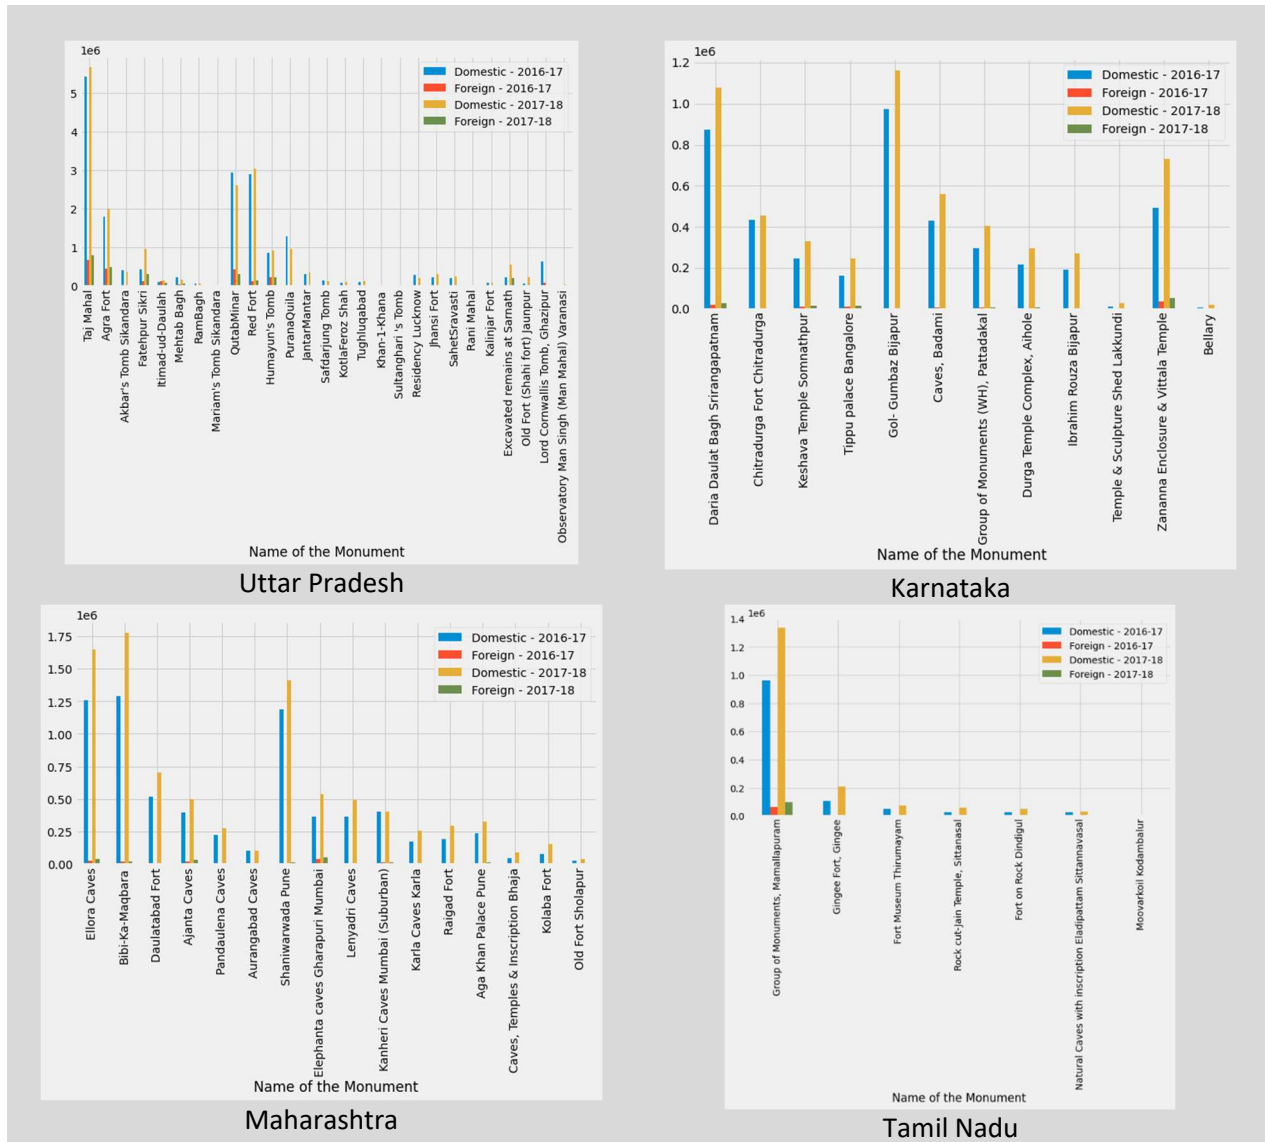 1e6
Domestic - 2016-17
Foreign - 2016-17
Domestic - 2017-18
Foreign - 2017-18
5
4
3
2
1
0
Taj Mahal
Agra Fort
Akbar's Tomb Sikandara
Fatehpur Sikri
Itimad-ud-Daulah
Mehtab Bagh
RamBagh
Mariam's Tomb Sikandara
QutabMinar
Red Fort
Humayun's Tomb
PuranaQuila
JantarMantar
Safdarjung Tomb
KotlaFeroz Shah
Tughluqabad
Khan-1-Khana
Sultanghari 's Tomb
Residency Lucknow
Jhansi Fort
SahetSravasti
Rani Mahal
Kalinjar Fort
Excavated remains at Sarnath
Old Fort (Shahi fort) Jaunpur
Lord Cornwallis Tomb, Ghazipur
Observatory Man Singh (Man Mahal) Varanasi
Name of the Monument
Uttar Pradesh
1e6
Domestic - 2016-17
Foreign - 2016-17
Domestic - 2017-18
Foreign - 2017-18
1.2
1.0
0.8
0.6
0.4
0.2
0.0
Daria Daulat Bagh Srirangapatnam
Chitradurga Fort Chitradurga
Keshava Temple Somnathpur
Tippu palace Bangalore
Gol- Gumbaz Bijapur
Caves, Badami
Group of Monuments (WH), Pattadakal
Durga Temple Complex, Aihole
Ibrahim Rouza Bijapur
Temple & Sculpture Shed Lakkundi
Zananna Enclosure & Vittala Temple
Bellary
Name of the Monument
Karnataka
1e6
Domestic - 2016-17
Foreign - 2016-17
Domestic - 2017-18
Foreign - 2017-18
1.75
1.50
1.25
1.00
0.75
0.50
0.25
0.00
Ellora Caves
Bibi-Ka-Maqbara
Daulatabad Fort
Ajanta Caves
Pandaulena Caves
Aurangabad Caves
Shaniwarwada Pune
Elephanta caves Gharapuri Mumbai
Lenyadri Caves
Kanheri Caves Mumbai (Suburban)
Karla Caves Karla
Raigad Fort
Aga Khan Palace Pune
Caves, Temples & Inscription Bhaja
Kolaba Fort
Old Fort Sholapur
Name of the Monument
Maharashtra
1e6
Domestic - 2016-17
Foreign - 2016-17
Domestic - 2017-18
Foreign - 2017-18
1.4
1.2
1.0
0.8
0.6
0.4
0.2
0.0
Group of Monuments, Mamallapuram
Gingee Fort, Gingee
Fort Museum Thirumayam
Rock cut-Jain Temple, Sittanasal
Fort on Rock Dindigul
Natural Caves with inscription Eladipattam Sittannavasal
Moovarkoil Kodambalur
Name of the Monument
Tamil Nadu